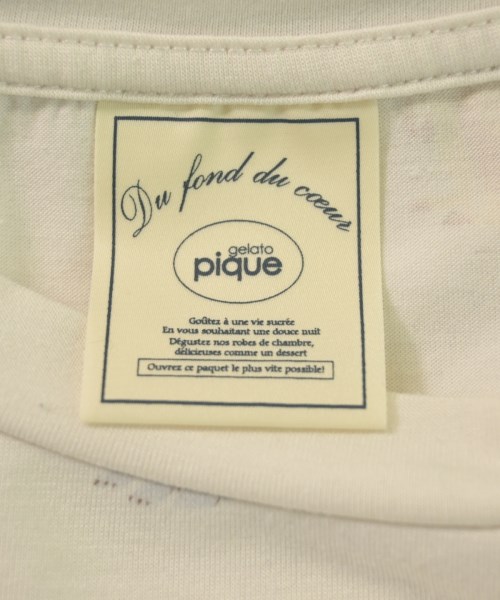 Du fond du cœur
gelato
pique
Goûtez à une vie sucrée
En vous souhaitant une douce nuit
Dégustez nos robes de chambre,
délicieuses comme un dessert
Ouvrez ce paquet le plus vite possible!